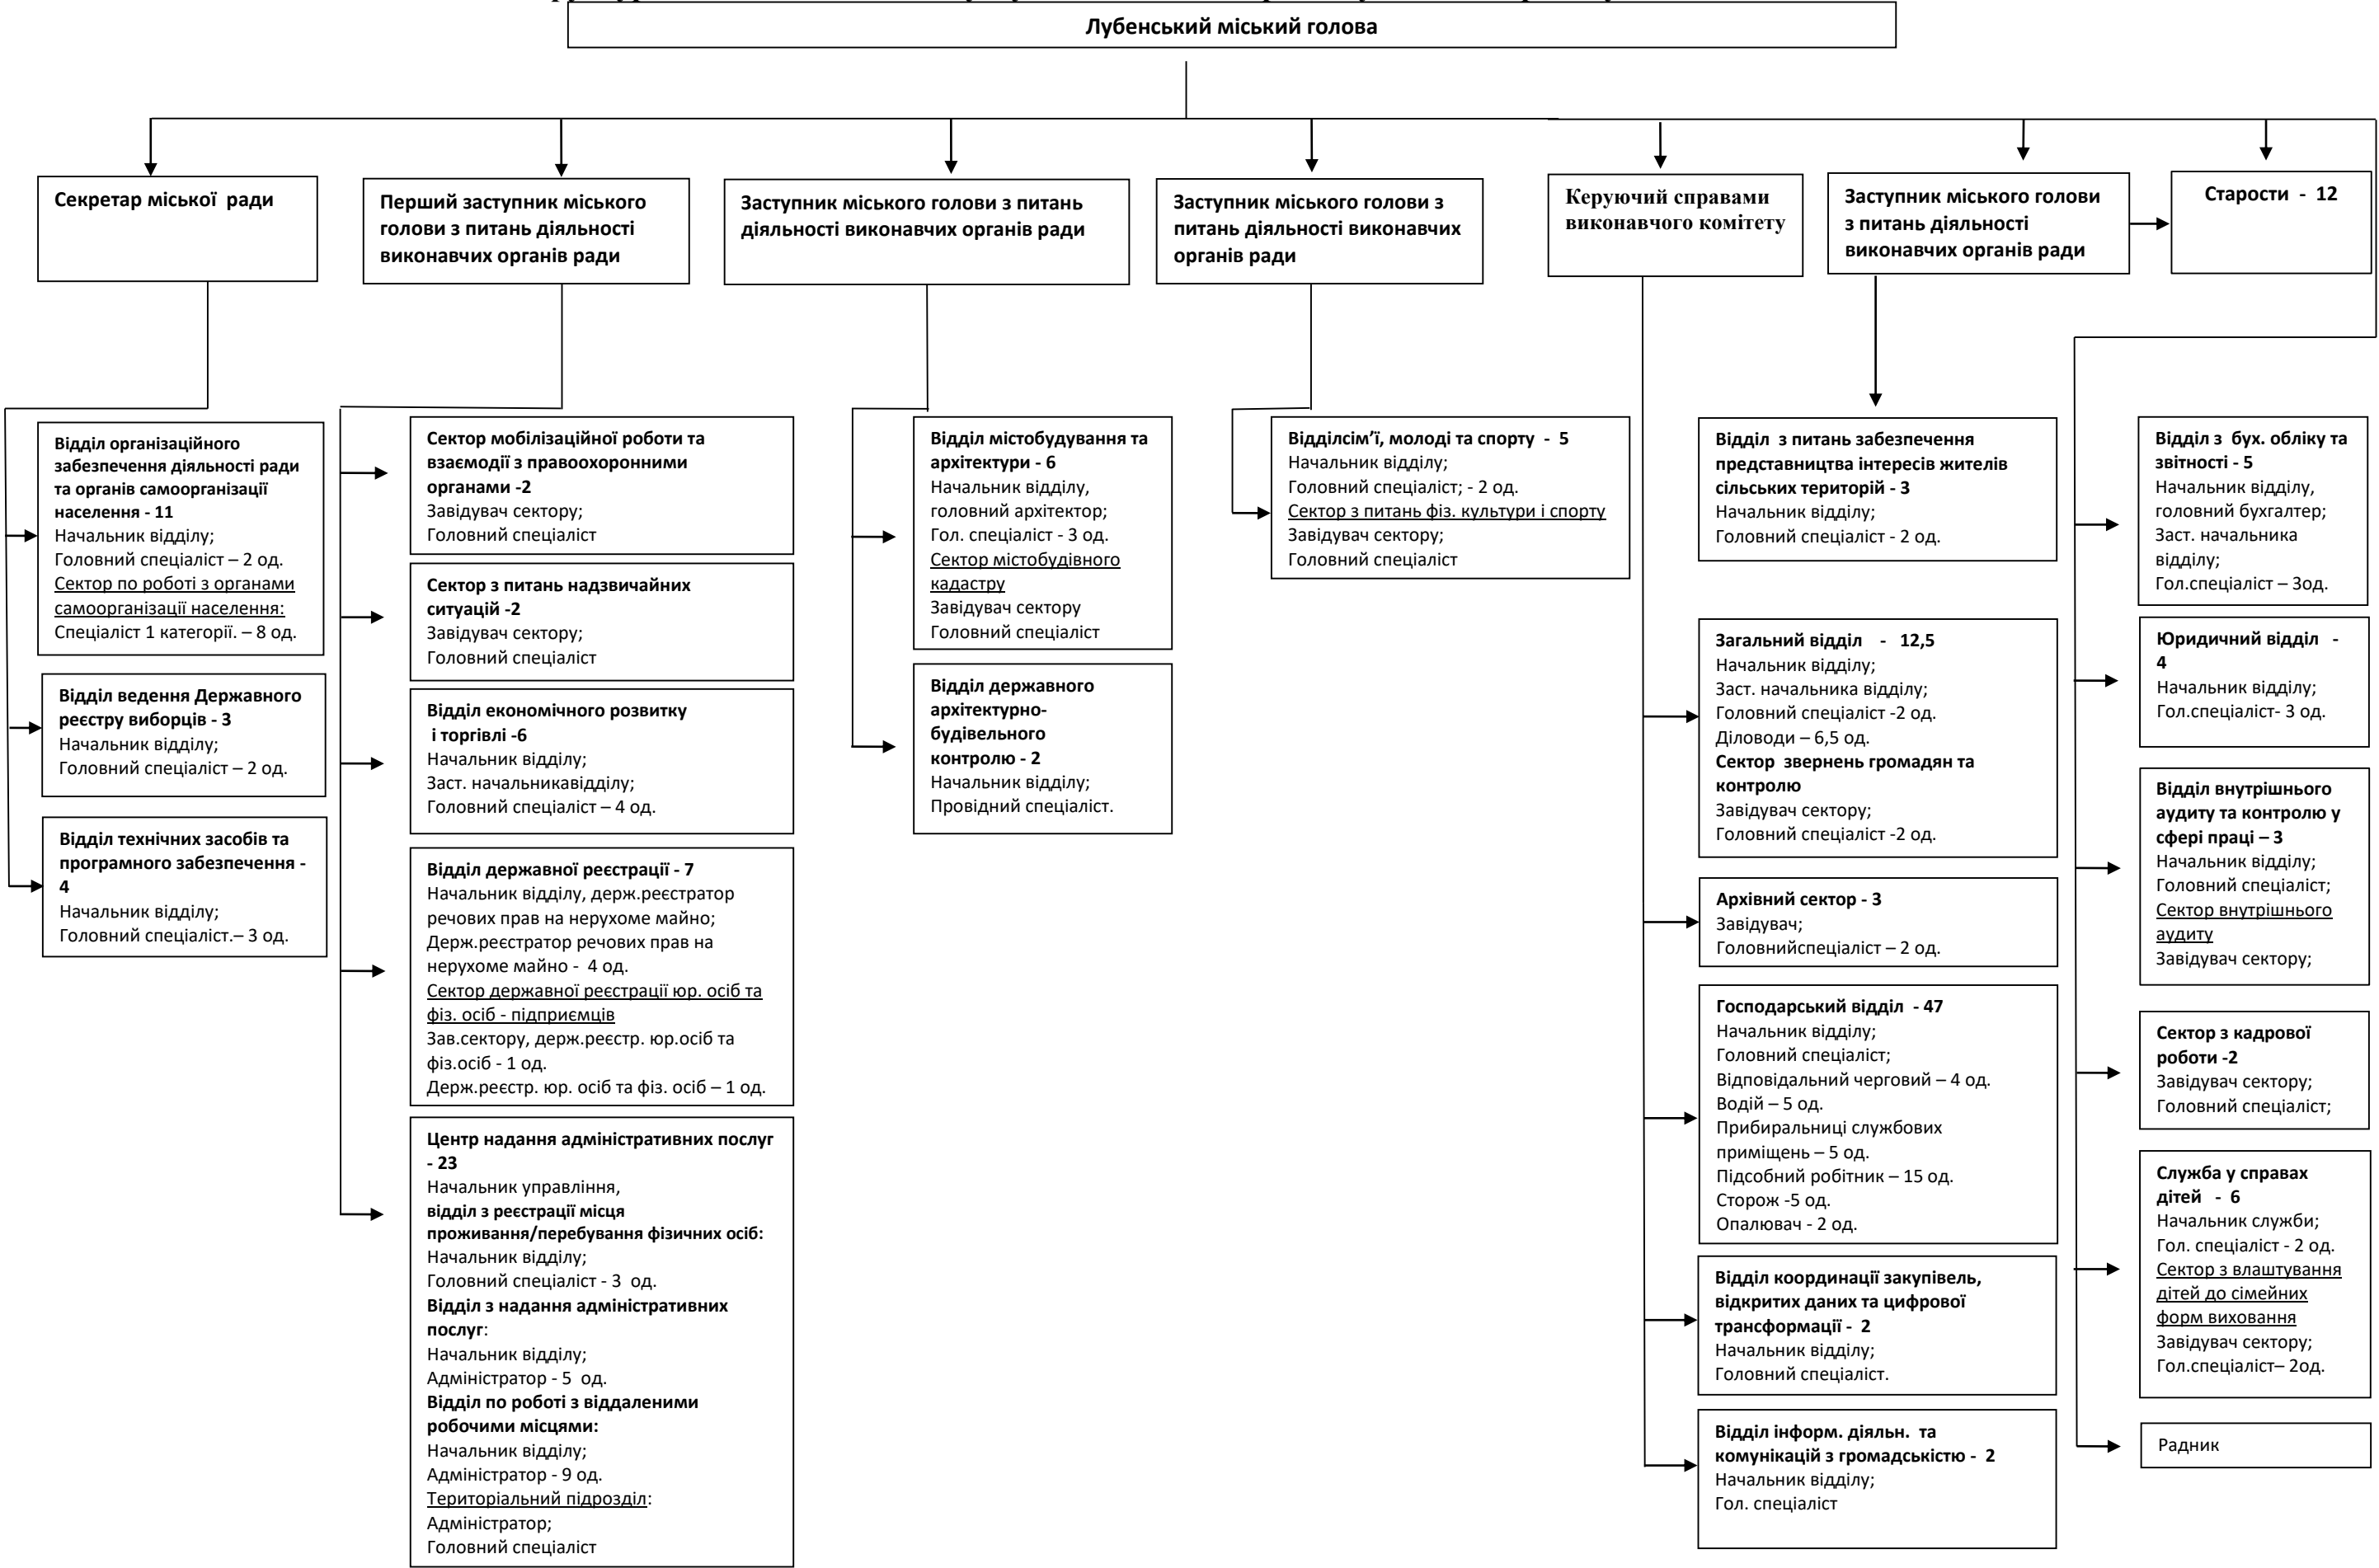 Лубенський міський голова
Секретар міської ради
Перший заступник міського
голови з питань діяльності
виконавчих органів ради
Заступник міського голови з питань
діяльності виконавчих органів ради
Заступник міського голови з
питань діяльності виконавчих
органів ради
Керуючий справами
виконавчого комітету
Заступник міського голови
з питань діяльності
виконавчих органів ради
Старости - 12
Відділ організаційного
забезпечення діяльності ради
та органів самоорганізації
населення - 11
Начальник відділу;
Головний спеціаліст – 2 од.
Сектор по роботі з органами
самоорганізації населення:
Спеціаліст 1 категорії. – 8 од.
Відділ ведення Державного
реєстру виборців - 3
Начальник відділу;
Головний спеціаліст – 2 од.
Відділ технічних засобів та
програмного забезпечення -
4
Начальник відділу;
Головний спеціаліст.– 3 од.
Сектор мобілізаційної роботи та
взаємодії з правоохоронними
органами -2
Завідувач сектору;
Головний спеціаліст
Сектор з питань надзвичайних
ситуацій -2
Завідувач сектору;
Головний спеціаліст
Відділ економічного розвитку
і торгівлі -6
Начальник відділу;
Заст. начальникавідділу;
Головний спеціаліст – 4 од.
Відділ державної реєстрації - 7
Начальник відділу, держ.реєстратор
речових прав на нерухоме майно;
Держ.реєстратор речових прав на
нерухоме майно - 4 од.
Сектор державної реєстрації юр. осіб та
фіз. осіб - підприємців
Зав.сектору, держ.реєстр. юр.осіб та
фіз.осіб - 1 од.
Держ.реєстр. юр. осіб та фіз. осіб – 1 од.
Центр надання адміністративних послуг
- 23
Начальник управління,
відділ з реєстрації місця
проживання/перебування фізичних осіб:
Начальник відділу;
Головний спеціаліст - 3 од.
Відділ з надання адміністративних
послуг:
Начальник відділу;
Адміністратор - 5 од.
Відділ по роботі з віддаленими
робочими місцями:
Начальник відділу;
Адміністратор - 9 од.
Територіальний підрозділ:
Адміністратор;
Головний спеціаліст
Відділ містобудування та
архітектури - 6
Начальник відділу,
головний архітектор;
Гол. спеціаліст - 3 од.
Сектор містобудівного
кадастру
Завідувач сектору
Головний спеціаліст
Відділ державного
архітектурно-
будівельного
контролю - 2
Начальник відділу;
Провідний спеціаліст.
Відділсім’ї, молоді та спорту - 5
Начальник відділу;
Головний спеціаліст; - 2 од.
Сектор з питань фіз. культури і спорту
Завідувач сектору;
Головний спеціаліст
Відділ з питань забезпечення
представництва інтересів жителів
сільських територій - 3
Начальник відділу;
Головний спеціаліст - 2 од.
Загальний відділ - 12,5
Начальник відділу;
Заст. начальника відділу;
Головний спеціаліст -2 од.
Діловоди – 6,5 од.
Сектор звернень громадян та
контролю
Завідувач сектору;
Головний спеціаліст -2 од.
Архівний сектор - 3
Завідувач;
Головнийспеціаліст – 2 од.
Господарський відділ - 47
Начальник відділу;
Головний спеціаліст;
Відповідальний черговий – 4 од.
Водій – 5 од.
Прибиральниці службових
приміщень – 5 од.
Підсобний робітник – 15 од.
Сторож -5 од.
Опалювач - 2 од.
Відділ координації закупівель,
відкритих даних та цифрової
трансформації - 2
Начальник відділу;
Головний спеціаліст.
Відділ інформ. діяльн. та
комунікацій з громадськістю - 2
Начальник відділу;
Гол. спеціаліст
Відділ з бух. обліку та
звітності - 5
Начальник відділу,
головний бухгалтер;
Заст. начальника
відділу;
Гол.спеціаліст – 3од.
Юридичний відділ -
4
Начальник відділу;
Гол.спеціаліст- 3 од.
Відділ внутрішнього
аудиту та контролю у
сфері праці – 3
Начальник відділу;
Головний спеціаліст;
Сектор внутрішнього
аудиту
Завідувач сектору;
Сектор з кадрової
роботи -2
Завідувач сектору;
Головний спеціаліст;
Служба у справах
дітей - 6
Начальник служби;
Гол. спеціаліст - 2 од.
Сектор з влаштування
дітей до сімейних
форм виховання
Завідувач сектору;
Гол.спеціаліст– 2од.
Радник